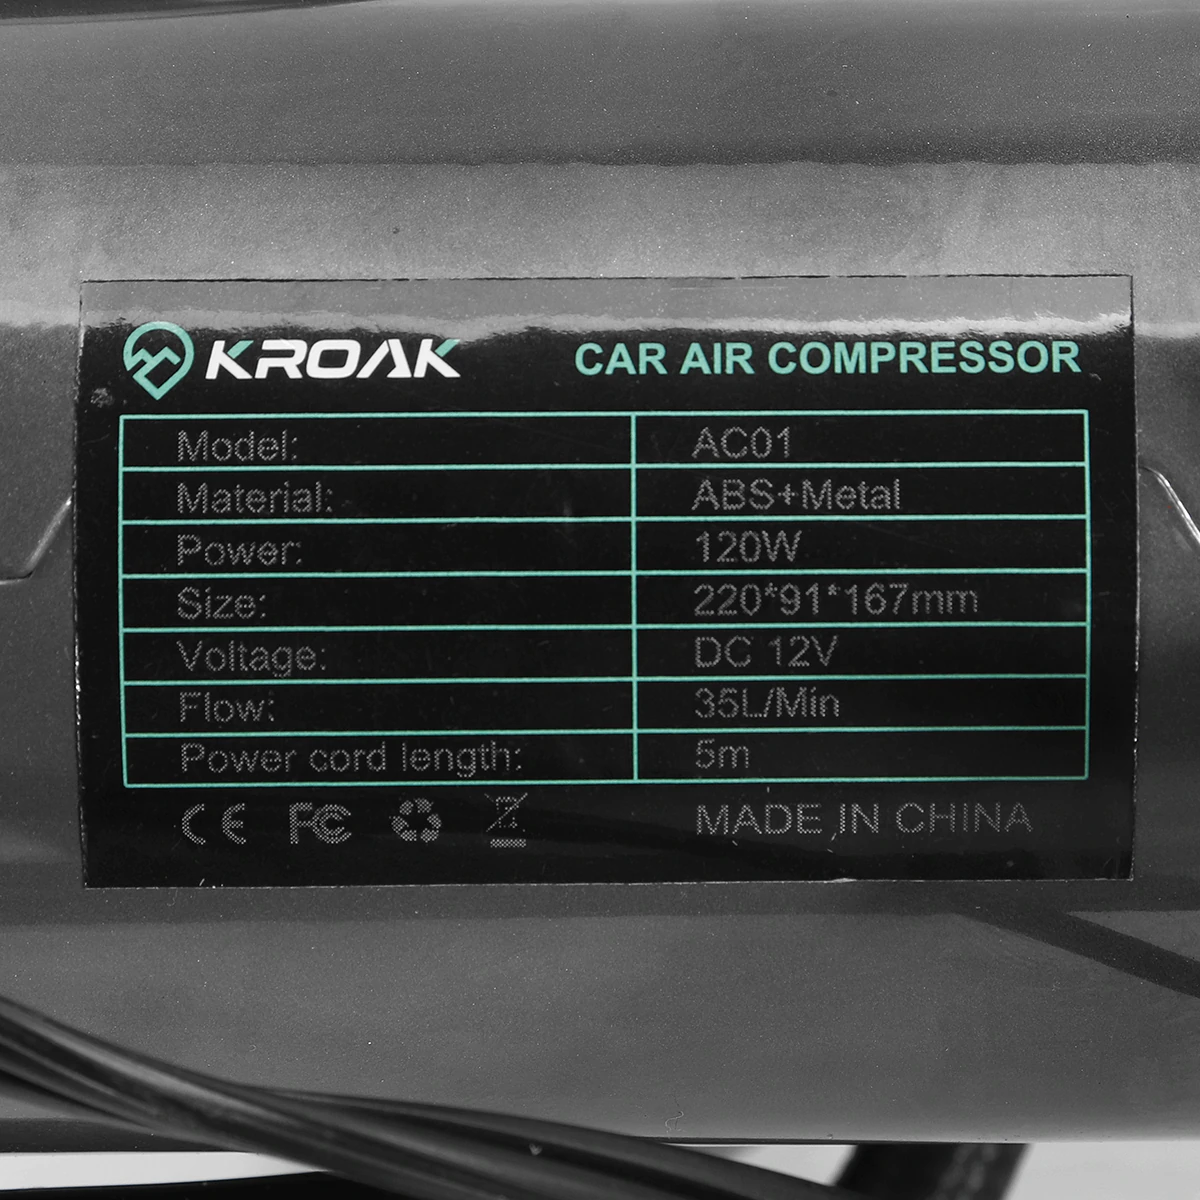 KROAK CAR AIR COMPRESSOR
Model: AC01
Material: ABS+Metal
Power: 120W
Size: 220*91*167mm
Voltage: DC 12V
Flow: 35L/Min
Power cord length: 5m
CE FC MADE IN CHINA